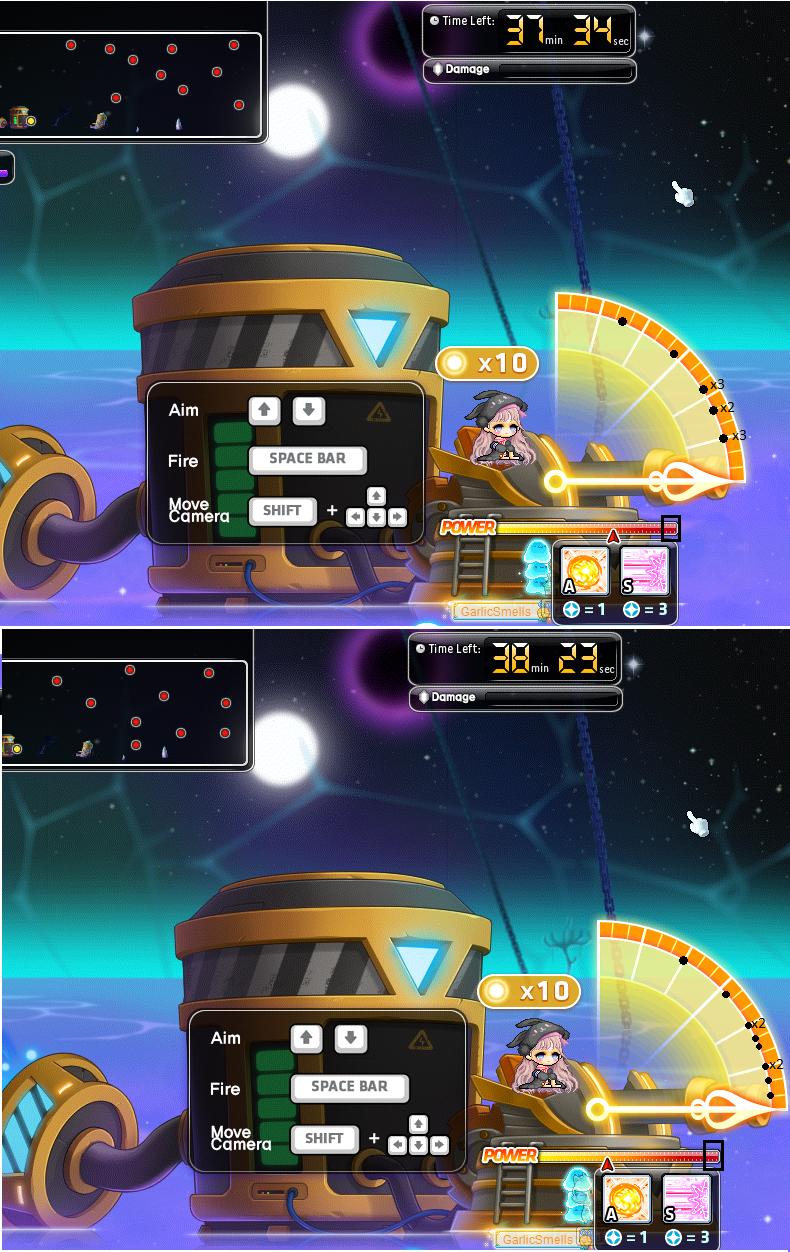 Time Left: 37 min 34 sec
Damage
x10
x3
x2
x3
Aim
Fire SPACE BAR
Move Camera SHIFT +
POWER
A S
= 1 = 3
GarlicSmells
Time Left: 38 min 23 sec
Damage
x10
x2
x2
Aim
Fire SPACE BAR
Move Camera SHIFT +
POWER
A S
= 1 = 3
GarlicSmells